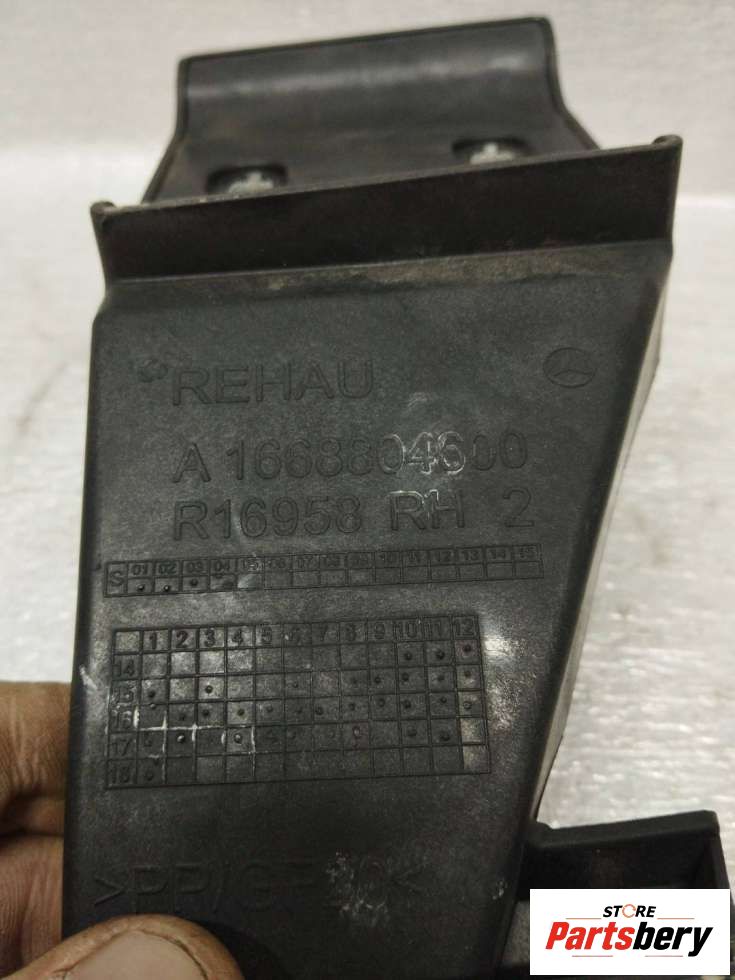 REHAU
A 1668804600
R16958 RH 2
S 01 02 03 04 05 06 07 08 09 10 11 12 13 14 15
1 2 3 4 5 6 7 8 9 10 11 12
14
15
16
17
18
STORE
Partsbery